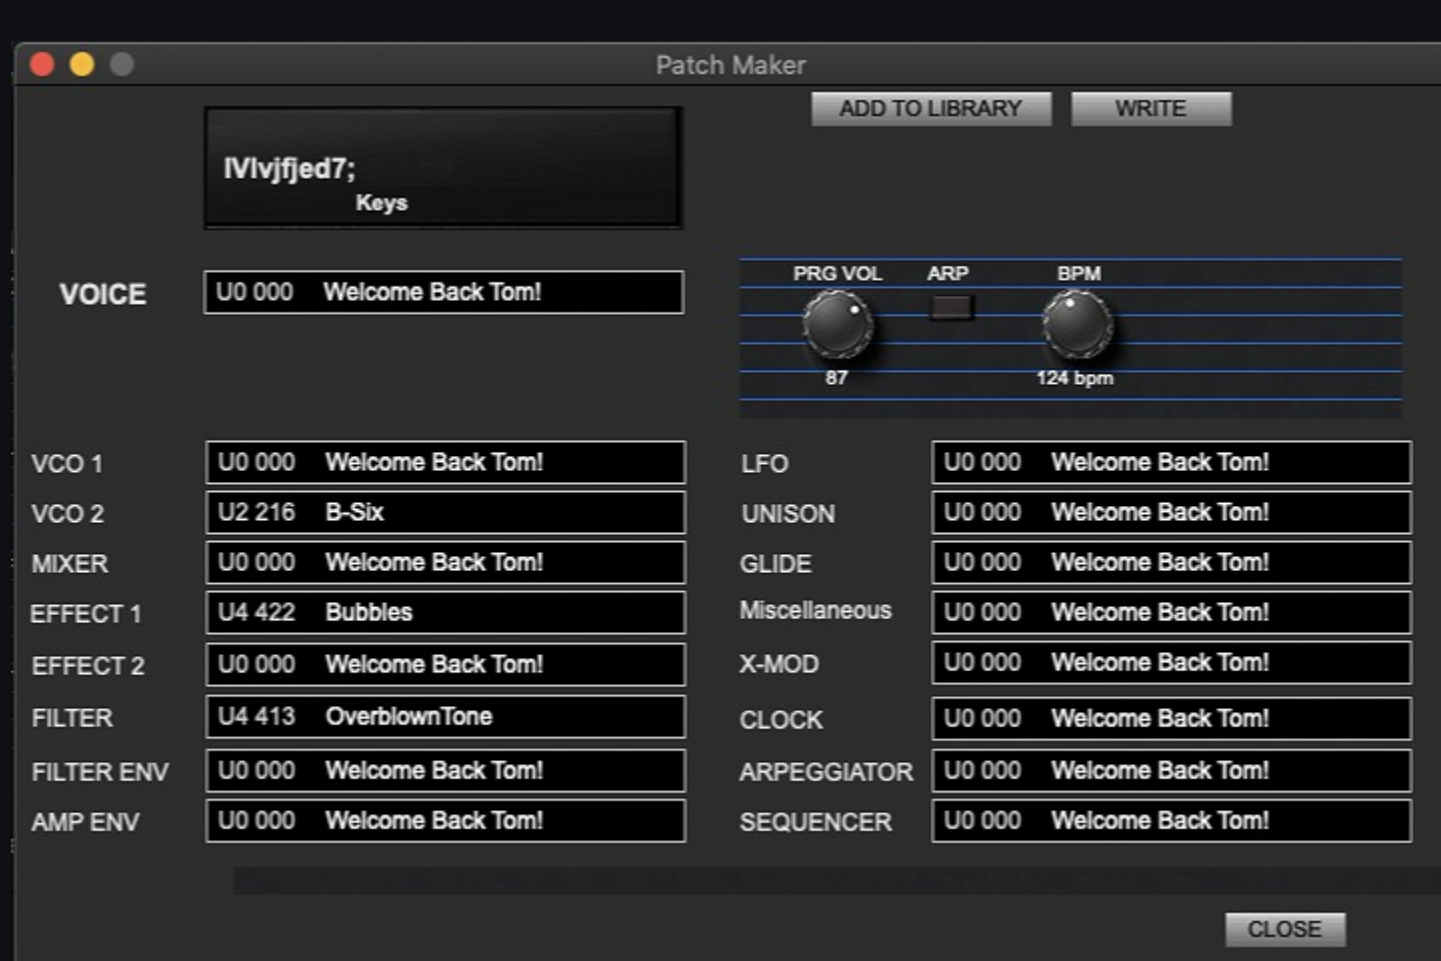 Patch Maker
ADD TO LIBRARY
WRITE
IVIvjfjed7;
Keys
VOICE
U0 000 Welcome Back Tom!
PRG VOL
ARP
BPM
87
124 bpm
VCO 1 U0 000 Welcome Back Tom!
VCO 2 U2 216 B-Six
MIXER U0 000 Welcome Back Tom!
EFFECT 1 U4 422 Bubbles
EFFECT 2 U0 000 Welcome Back Tom!
FILTER U4 413 OverblownTone
FILTER ENV U0 000 Welcome Back Tom!
AMP ENV U0 000 Welcome Back Tom!
LFO U0 000 Welcome Back Tom!
UNISON U0 000 Welcome Back Tom!
GLIDE U0 000 Welcome Back Tom!
Miscellaneous U0 000 Welcome Back Tom!
X-MOD U0 000 Welcome Back Tom!
CLOCK U0 000 Welcome Back Tom!
ARPEGGIATOR U0 000 Welcome Back Tom!
SEQUENCER U0 000 Welcome Back Tom!
CLOSE